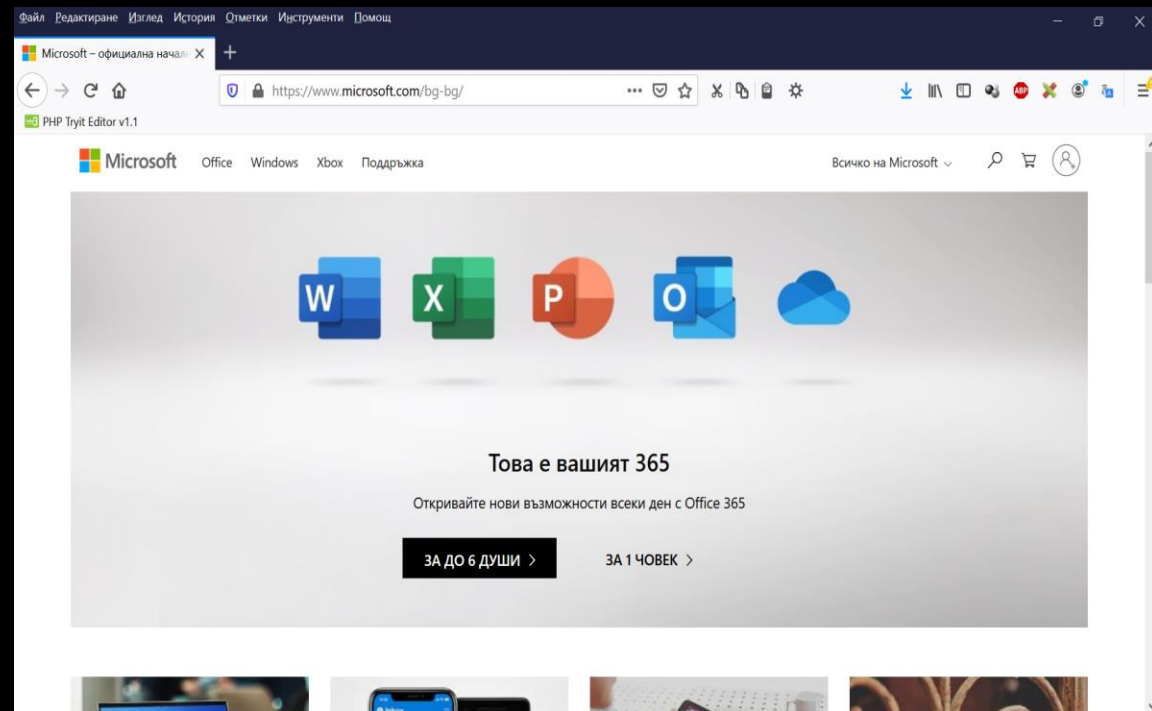 Файл Редактиране Изглед История Отметки Инструменти Помощ
Microsoft – официална начал
https://www.microsoft.com/bg-bg/
ABP
PHP Tryit Editor v1.1
Microsoft Office Windows Xbox Поддръжка Всичко на Microsoft
W X P O
Това е вашият 365
Откривайте нови възможности всеки ден с Office 365
ЗА ДО 6 ДУШИ > ЗА 1 ЧОВЕК >